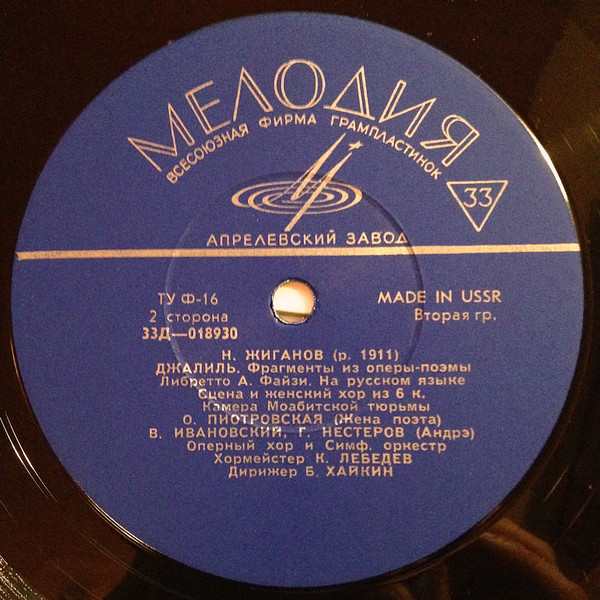 МЕЛОДИЯ
ВСЕСОЮЗНАЯ ФИРМА ГРАМПЛАСТИНОК
33
АПРЕЛЕВСКИЙ ЗАВОД
ТУ Ф-16
MADE IN USSR
2 сторона
Вторая гр.
33Д—018930
Н. ЖИГАНОВ (р. 1911)
ДЖАЛИЛЬ. Фрагменты из оперы-поэмы
Либретто А. Файзи. На русском языке
Сцена и женский хор из 6 к.
Камера Моабитской тюрьмы
О. ПИОТРОВСКАЯ (Жена поэта)
В. ИВАНОВСКИЙ, Г. НЕСТЕРОВ (Андрэ)
Оперный хор и Симф. оркестр
Хормейстер К. ЛЕБЕДЕВ
Дирижер Б. ХАЙКИН